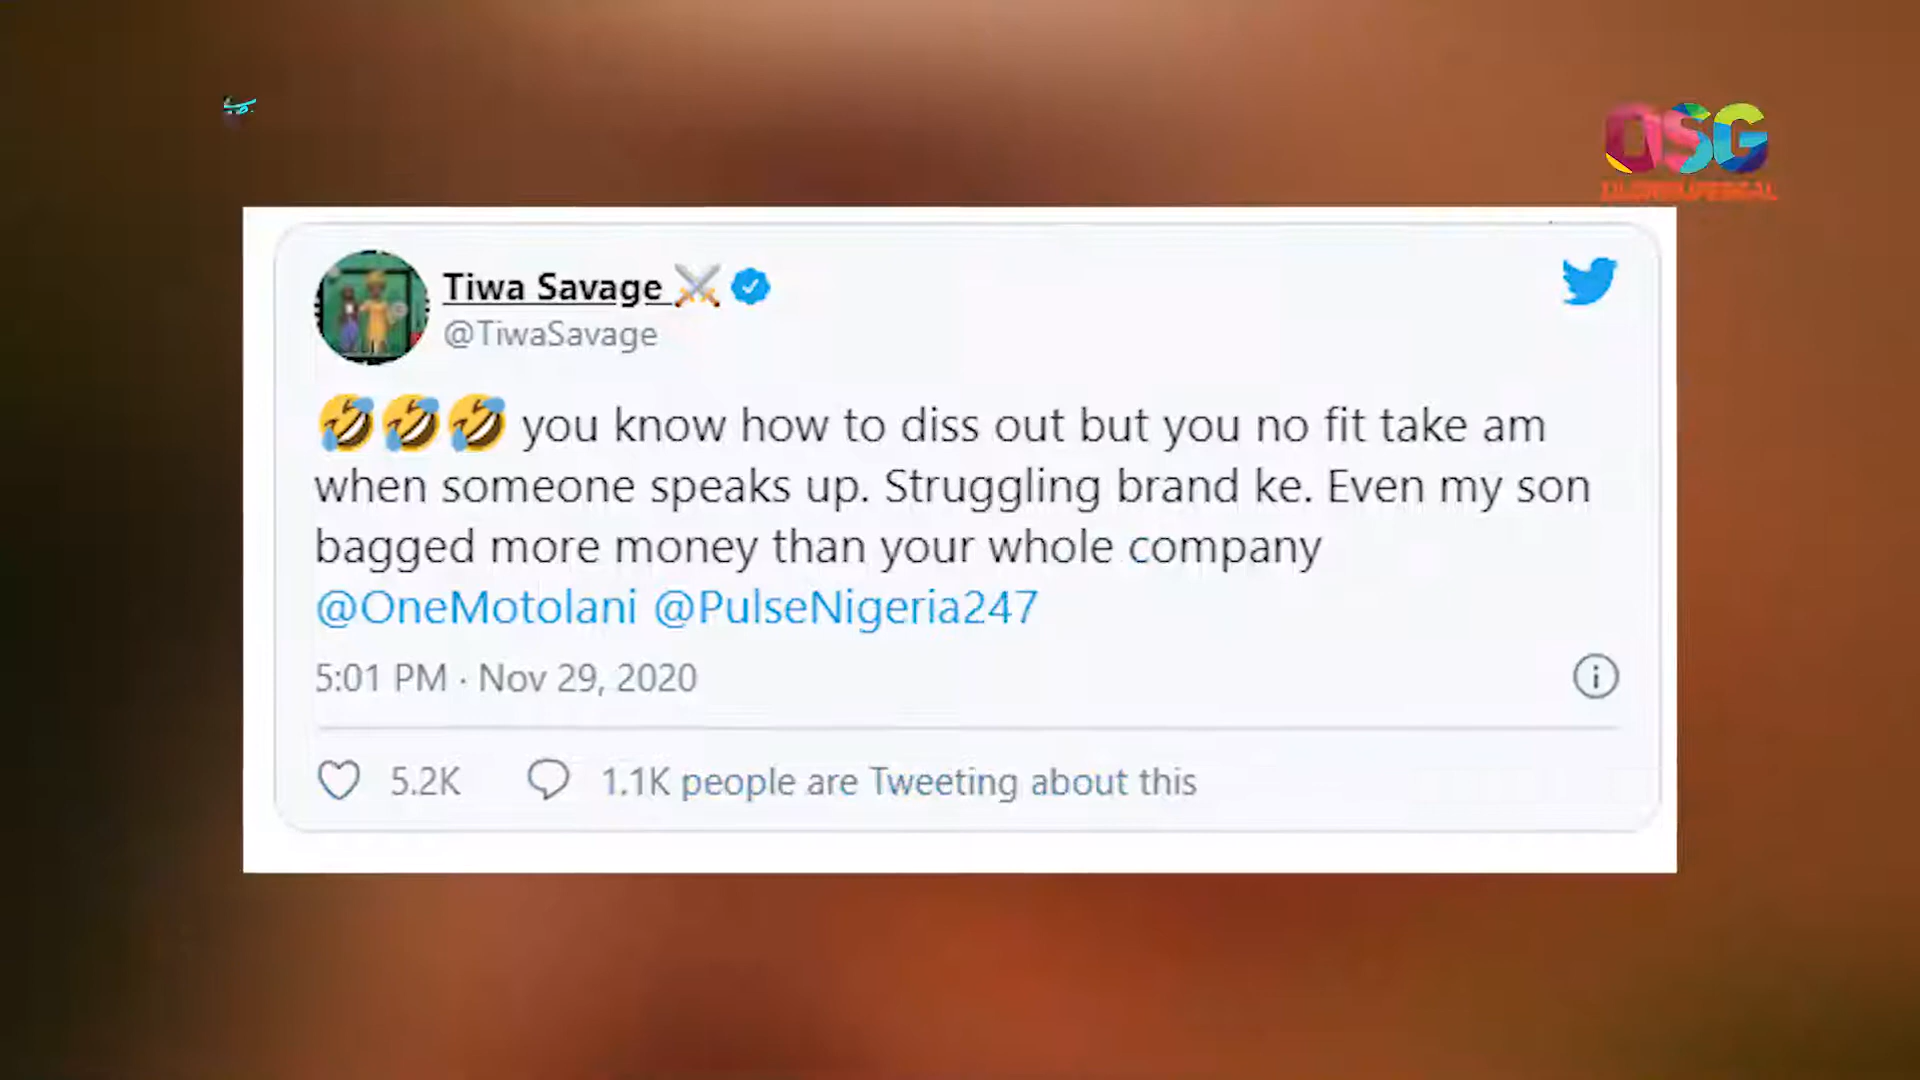 OSG
Tiwa Savage ⚔️
@TiwaSavage
🤣🤣🤣 you know how to diss out but you no fit take am
when someone speaks up. Struggling brand ke. Even my son
bagged more money than your whole company
@OneMotolani @PulseNigeria247
5:01 PM · Nov 29, 2020
5.2K 1.1K people are Tweeting about this